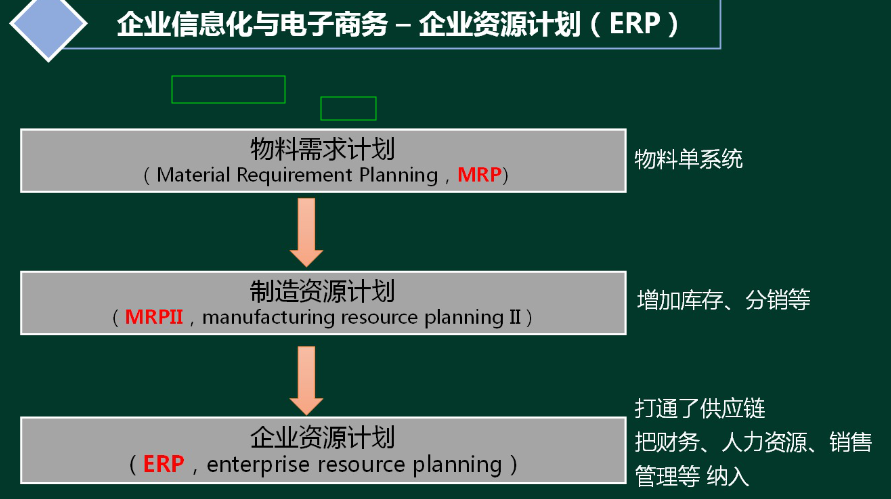 企业信息化与电子商务 – 企业资源计划（ERP）
物料需求计划
（Material Requirement Planning，MRP)
物料单系统
制造资源计划
（MRPII，manufacturing resource planning II）
增加库存、分销等
企业资源计划
（ERP，enterprise resource planning）
打通了供应链
把财务、人力资源、销售
管理等 纳入